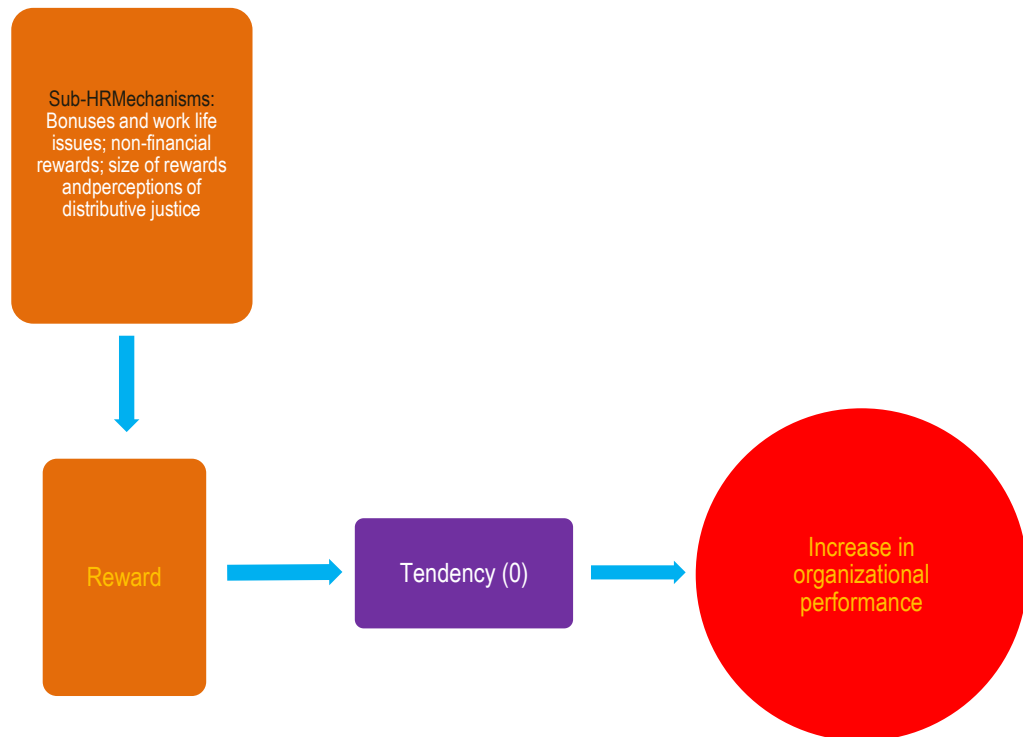 Sub-HRMechanisms:
Bonuses and work life
issues; non-financial
rewards; size of rewards
andperceptions of
distributive justice
Reward
Tendency (0)
Increase in
organizational
performance